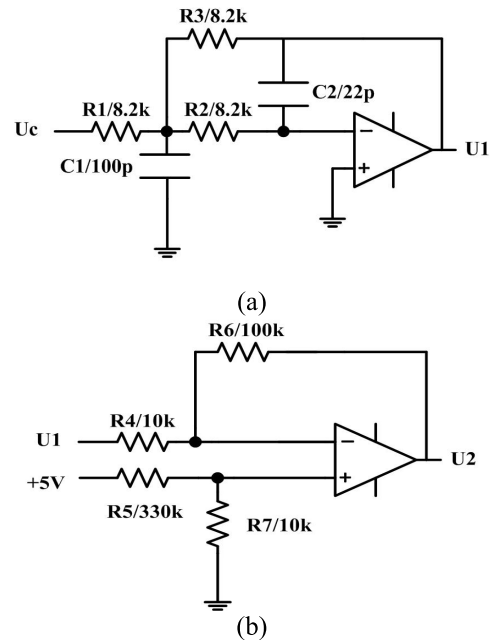 R3/8.2k
C2/22p
R1/8.2k
R2/8.2k
Uc
−
U1
C1/100p
+
(a)
R6/100k
R4/10k
U1
−
U2
+5V
+
R5/330k
R7/10k
(b)